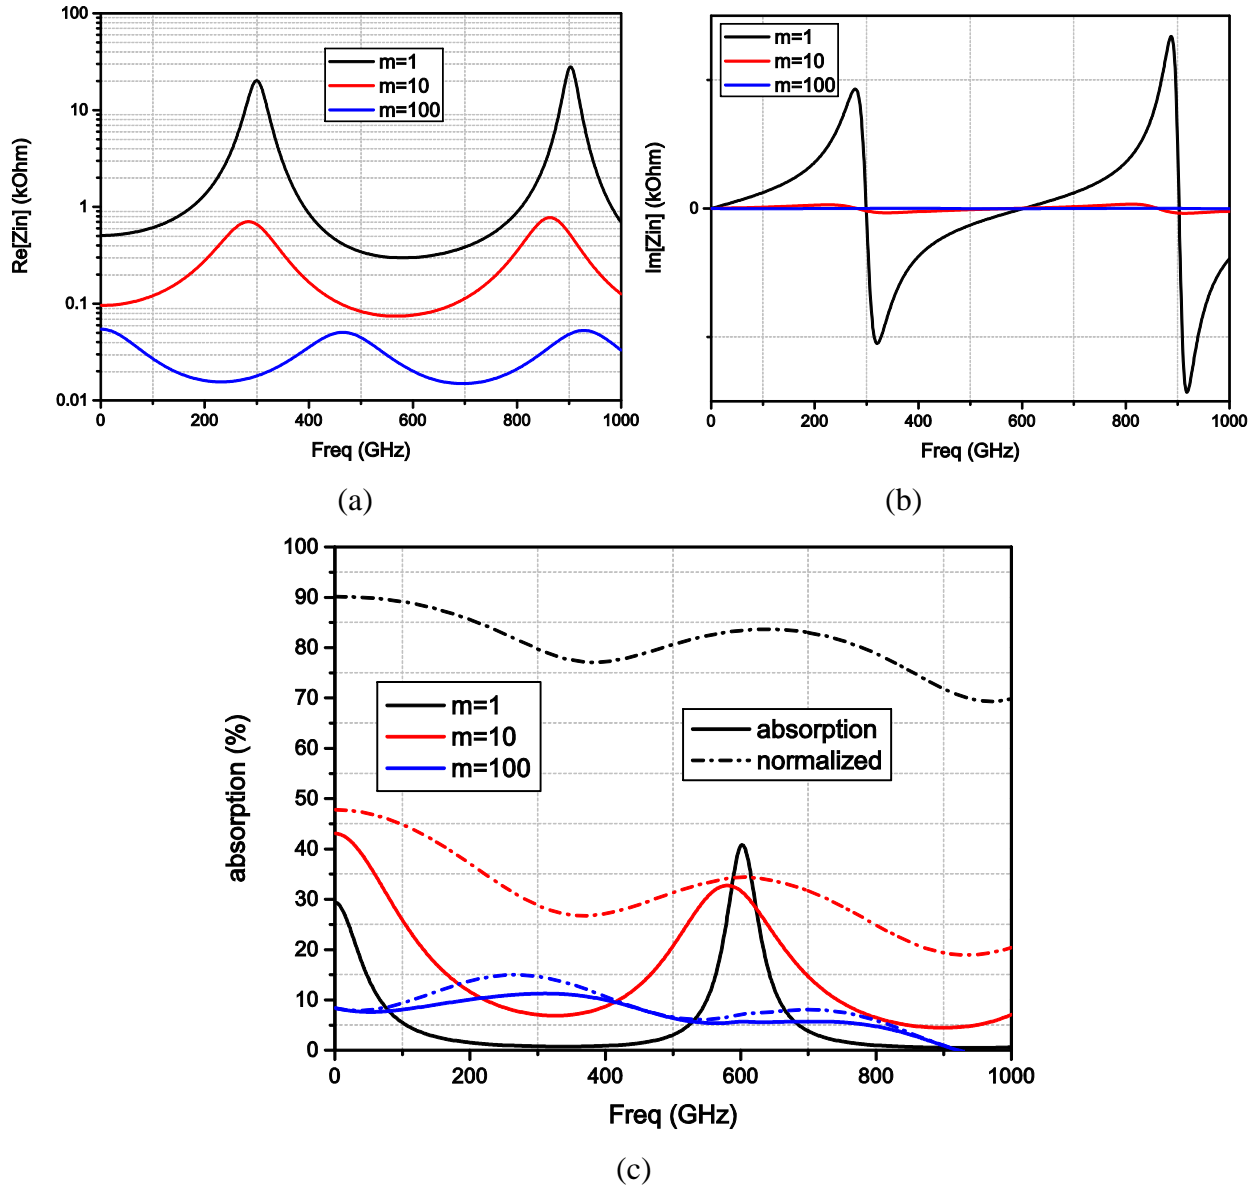 100
10
1
0.1
0.01
Re[Zin] (kOhm)
m=1
m=10
m=100
0 200 400 600 800 1000
Freq (GHz)
(a)
0
Im[Zin] (kOhm)
m=1
m=10
m=100
0 200 400 600 800 1000
Freq (GHz)
(b)
100
90
80
70
60
50
40
30
20
10
0
absorption (%)
m=1
m=10
m=100
absorption
normalized
0 200 400 600 800 1000
Freq (GHz)
(c)